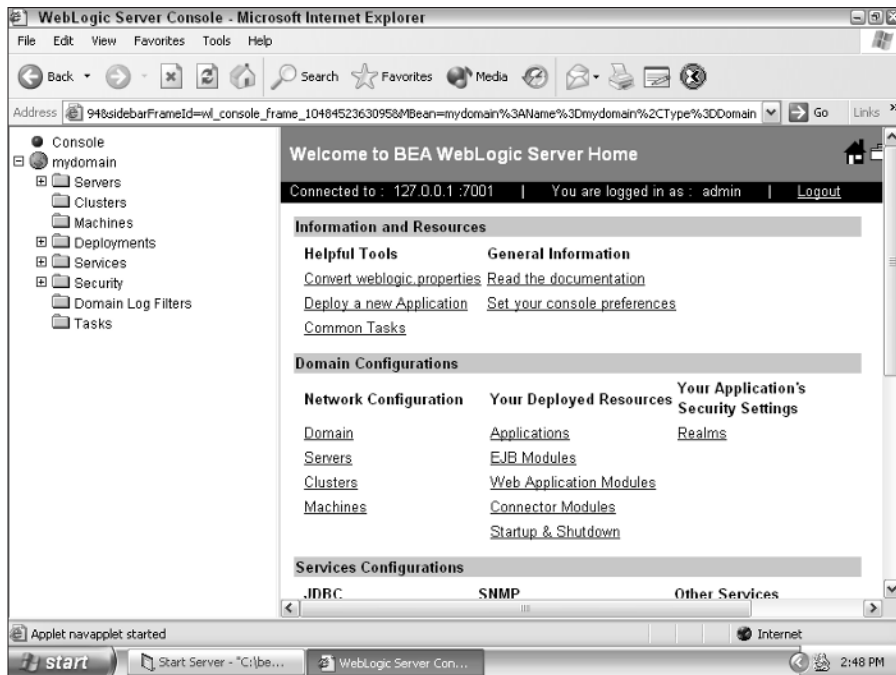 WebLogic Server Console - Microsoft Internet Explorer
File Edit View Favorites Tools Help
Back Search Favorites Media
Address 94&sidebarFrameId=wl_console_frame_1048452363095&MBean=mydomain%3AName%3Dmydomain%2CType%3DDomain Go Links »
Console
mydomain
Servers
Clusters
Machines
Deployments
Services
Security
Domain Log Filters
Tasks
Welcome to BEA WebLogic Server Home
Connected to : 127.0.0.1 :7001 | You are logged in as : admin | Logout
Information and Resources
Helpful Tools General Information
Convert weblogic.properties Read the documentation
Deploy a new Application Set your console preferences
Common Tasks
Domain Configurations
Network Configuration Your Deployed Resources Your Application's Security Settings
Domain Applications Realms
Servers EJB Modules
Clusters Web Application Modules
Machines Connector Modules
Startup & Shutdown
Services Configurations
JDBC SNMP Other Services
Applet navapplet started Internet
start Start Server - "C:\be... WebLogic Server Con... 2:48 PM